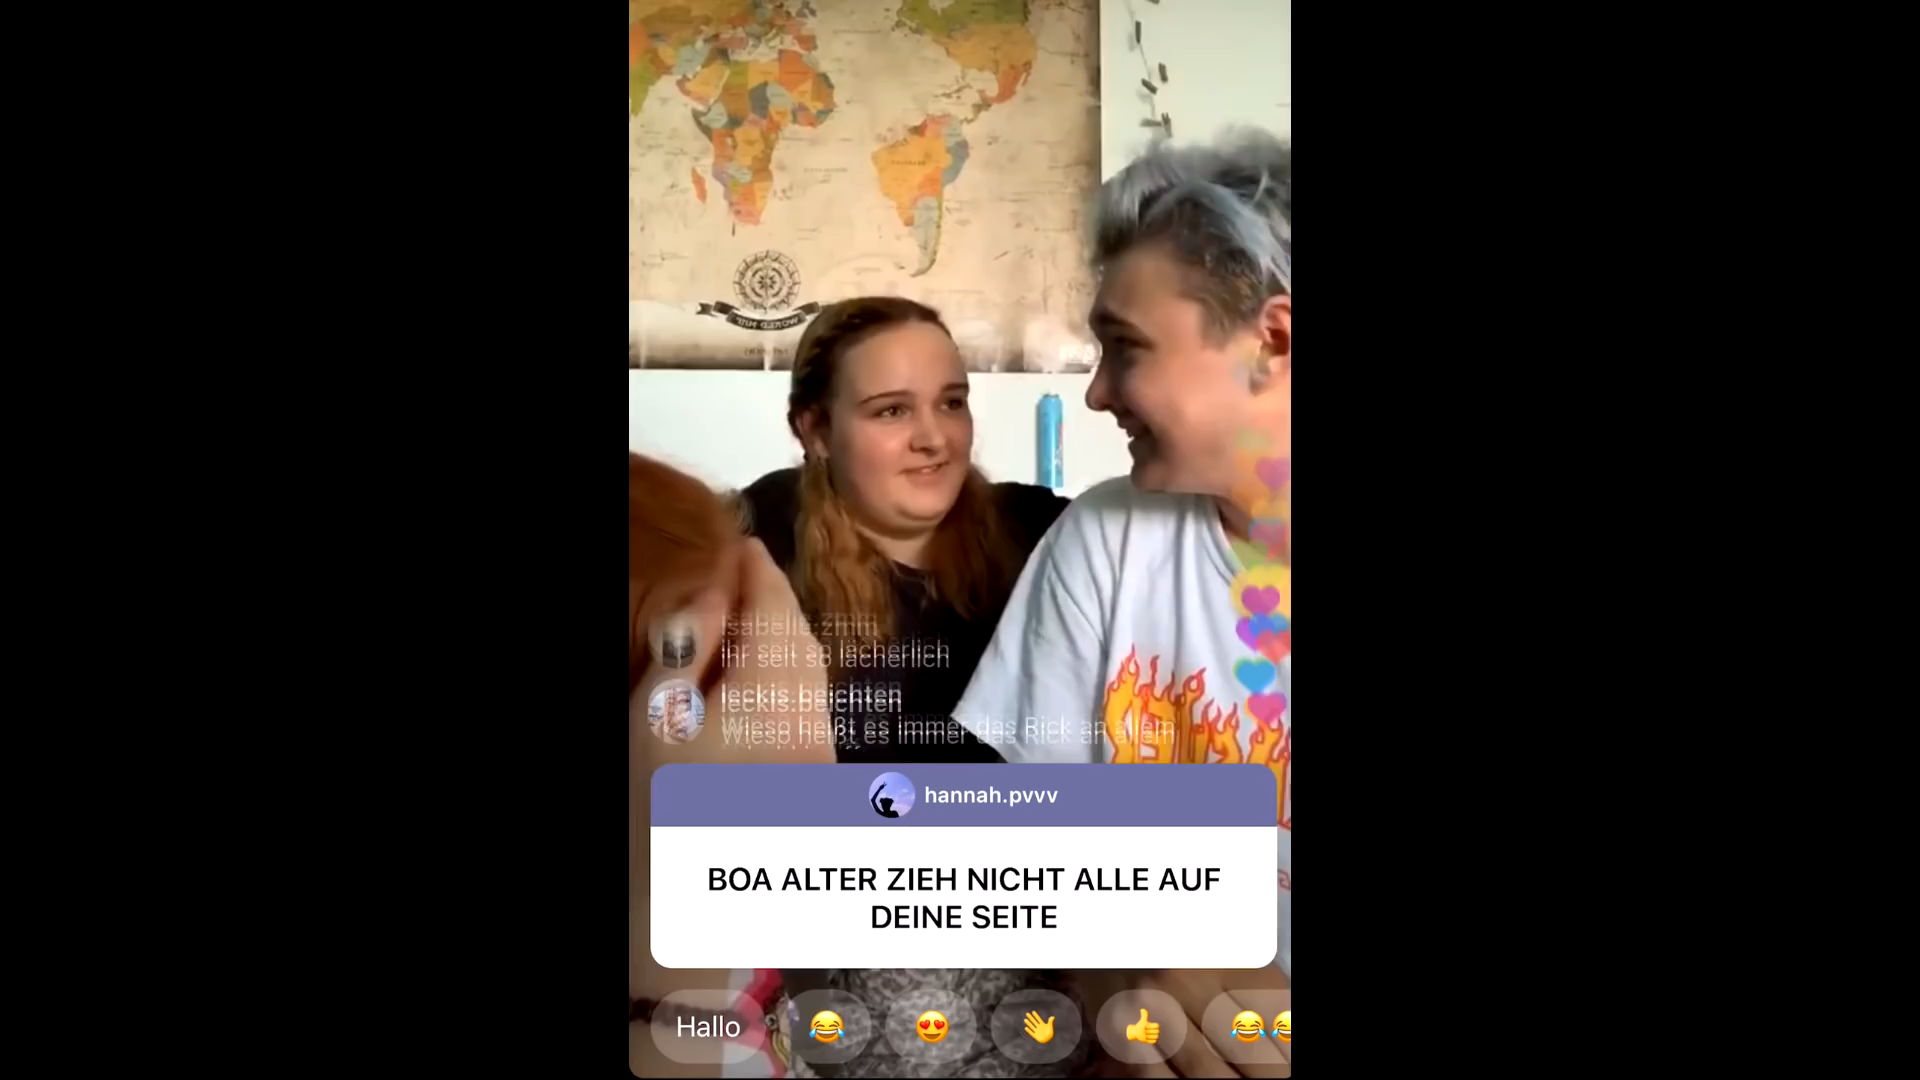 isabelle.zmm
ihr seit so lächerlich
leckis.beichten
Wieso heißt es immer das Rick an allem
hannah.pvvv
BOA ALTER ZIEH NICHT ALLE AUF
DEINE SEITE
Hallo